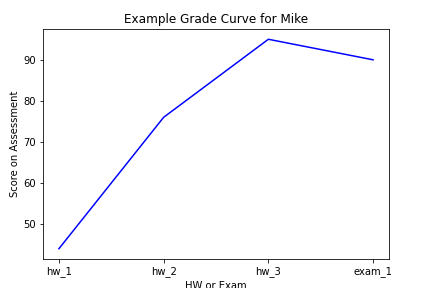 Example Grade Curve for Mike
Score on Assessment
90
80
70
60
50
hw_1 hw_2 hw_3 exam_1
HW or Exam